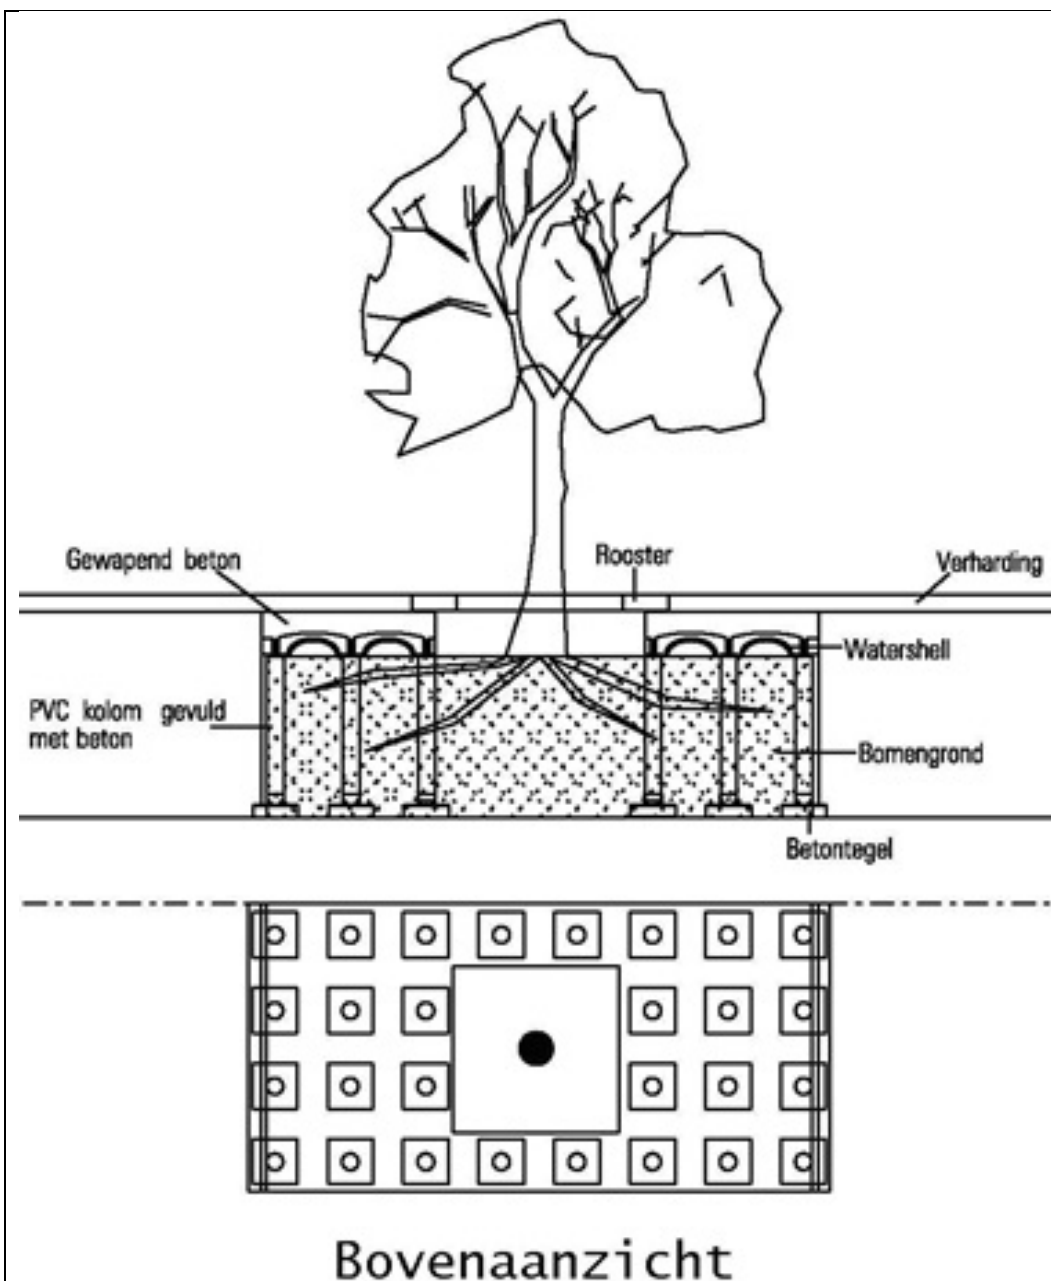 Gewapend beton
Rooster
Verharding
Watershell
PVC kolom gevuld
met beton
Bomengrond
Betontegel
Bovenaanzicht